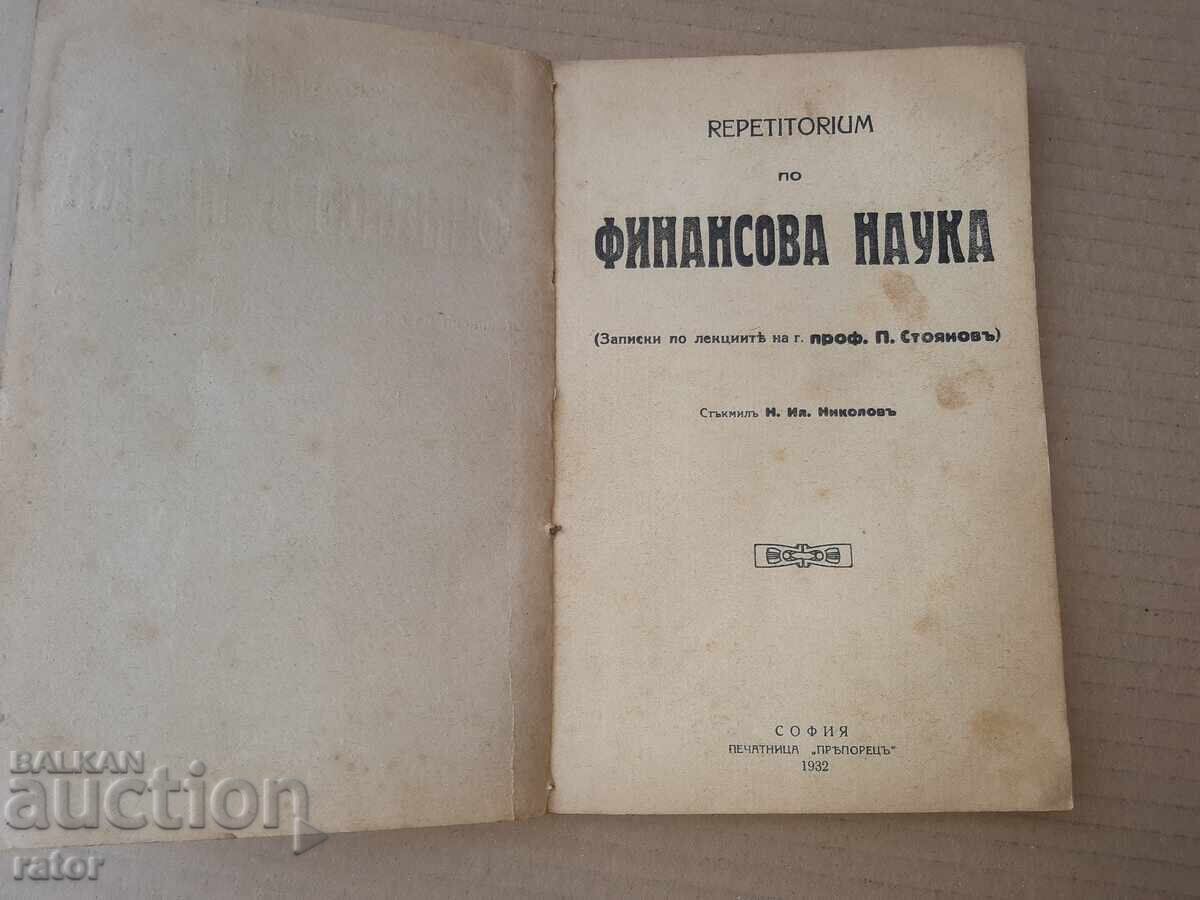 REPETITORIUM
по
ФИНАНСОВА НАУКА
(Записки по лекциитѣ на г. проф. П. Стояновъ)
Стъкмилъ Н. Ил. Николовъ
СОФИЯ
ПЕЧАТНИЦА „ПРѢПОРЕЦЪ“
1932
BALKAN
auction
rator